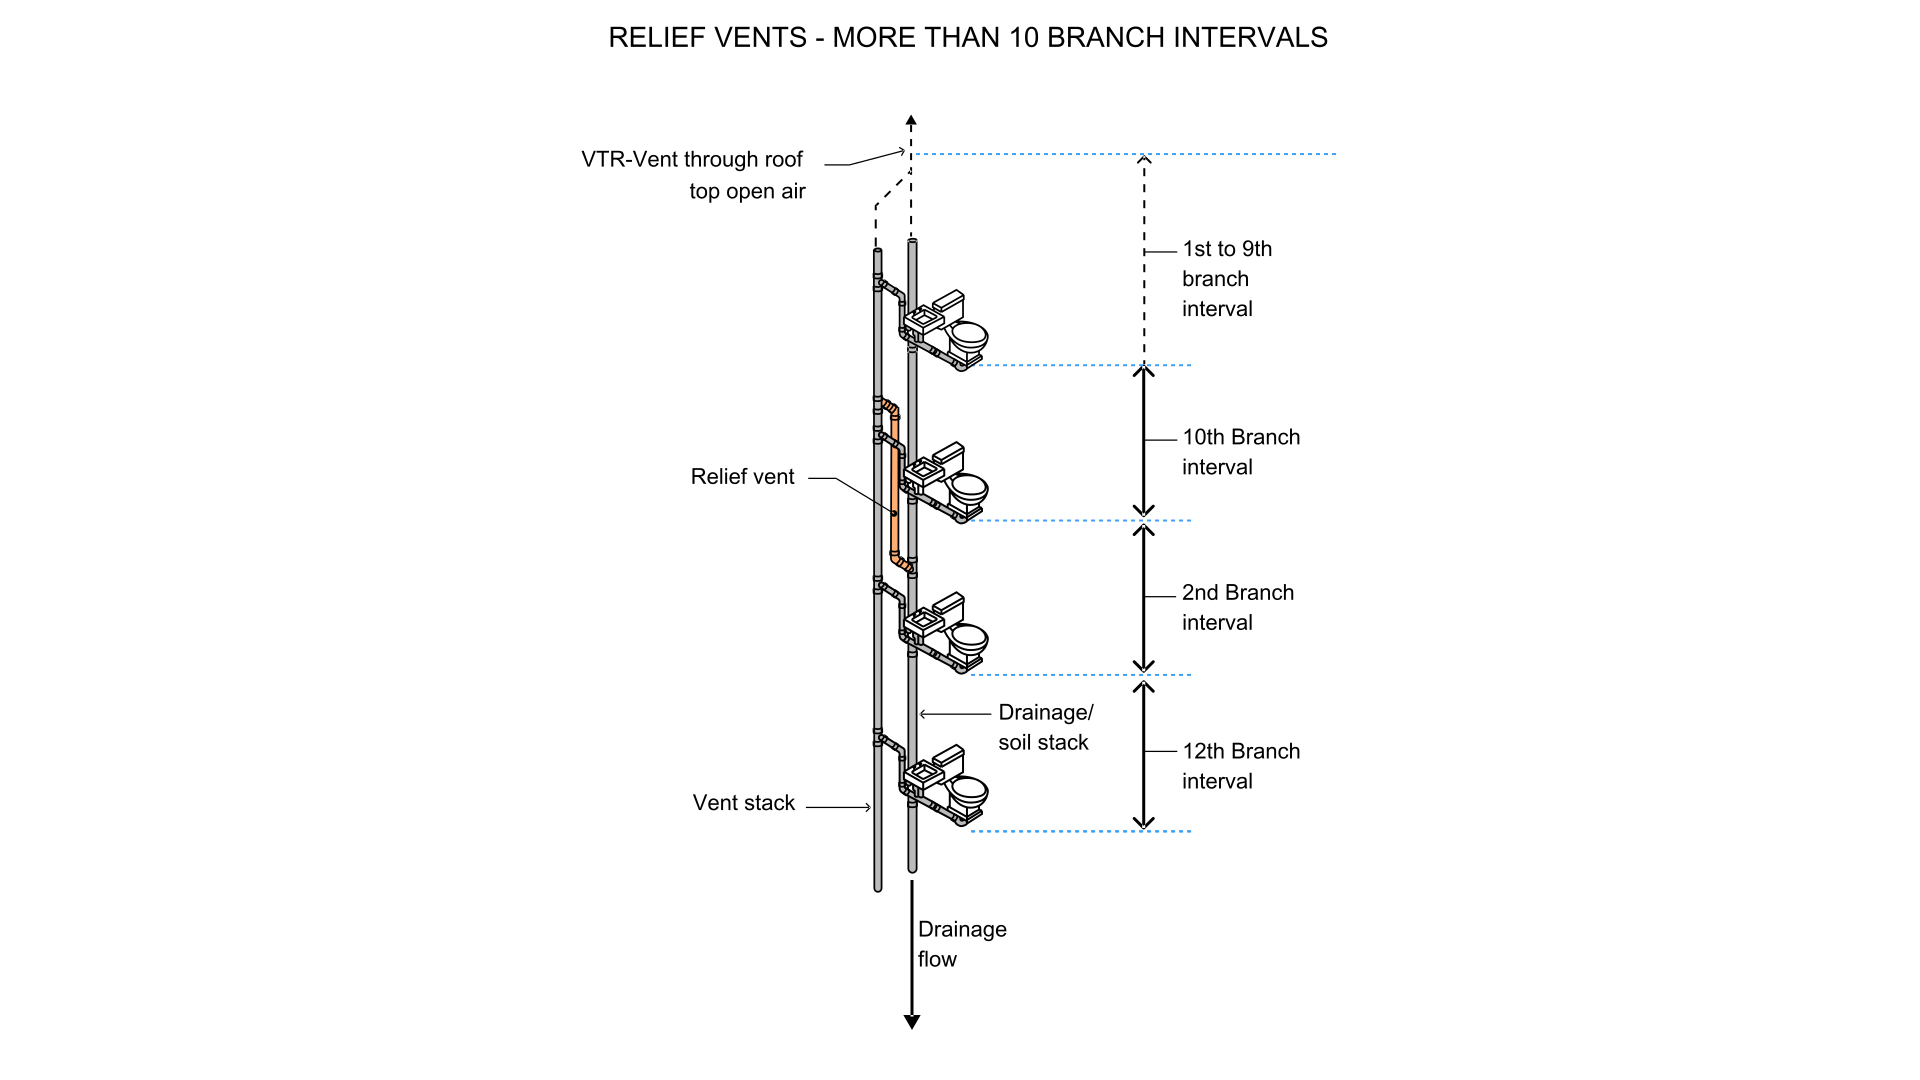 RELIEF VENTS - MORE THAN 10 BRANCH INTERVALS
VTR-Vent through roof
top open air
1st to 9th
branch
interval
10th Branch
interval
Relief vent
2nd Branch
interval
Drainage/
soil stack
12th Branch
interval
Vent stack
Drainage
flow